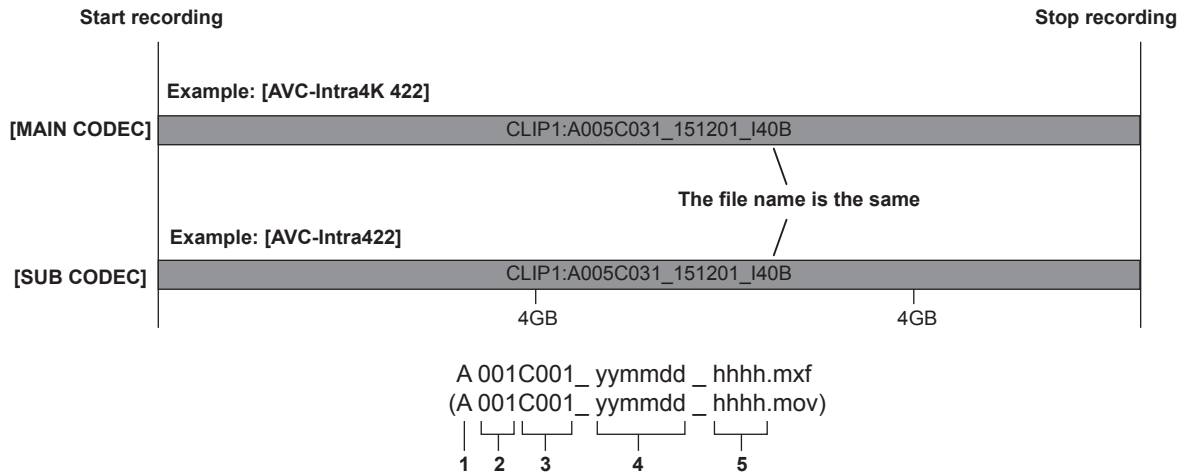 Start recording
Stop recording
Example: [AVC-Intra4K 422]
[MAIN CODEC]
CLIP1:A005C031_151201_I40B
The file name is the same
Example: [AVC-Intra422]
[SUB CODEC]
CLIP1:A005C031_151201_I40B
4GB 4GB
A 001C001_ yymmdd _ hhhh.mxf
(A 001C001_ yymmdd _ hhhh.mov)
1 2 3 4 5